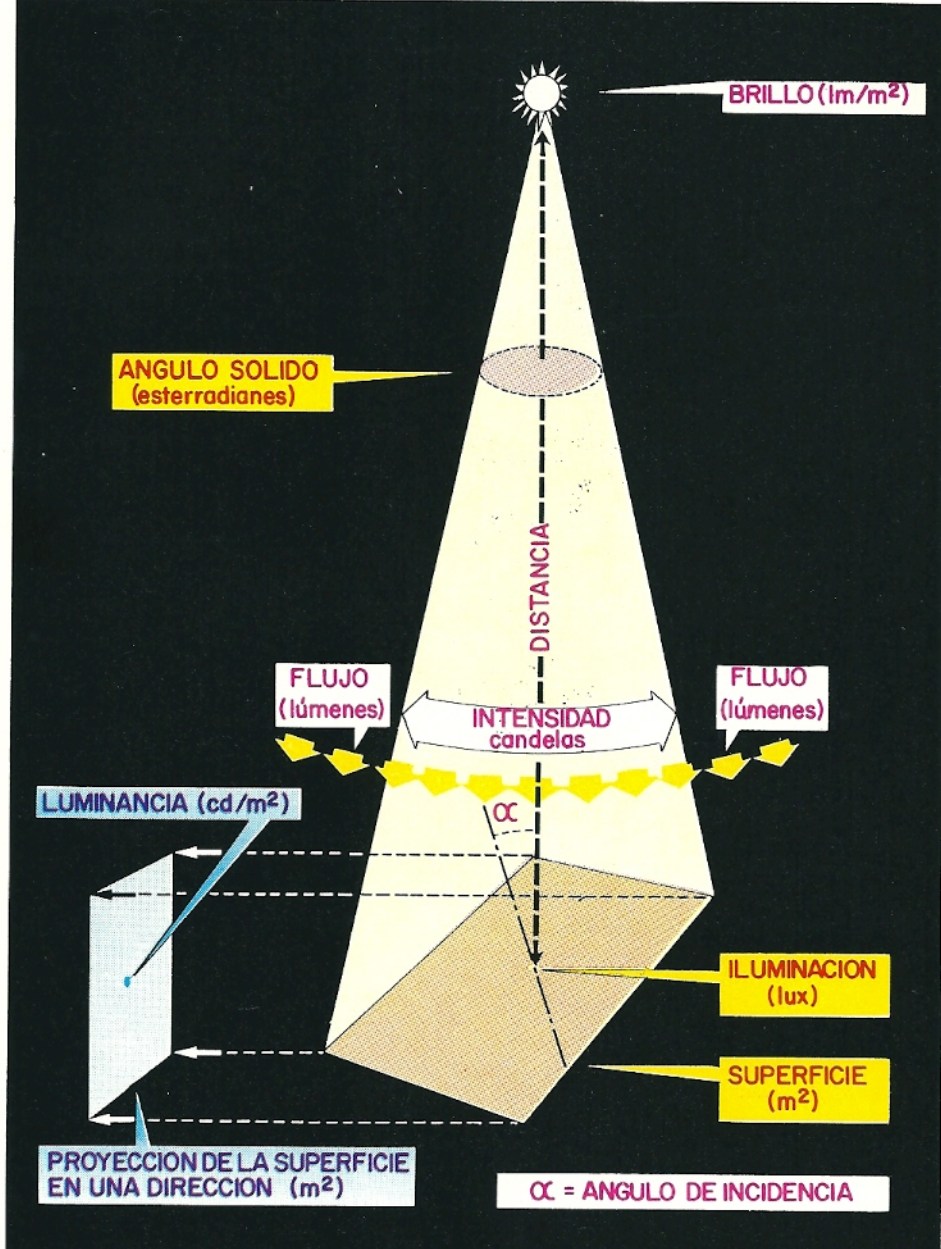 BRILLO (lm/m²)
ANGULO SOLIDO
(esterradianes)
DISTANCIA
FLUJO
(lúmenes)
INTENSIDAD
candelas
FLUJO
(lúmenes)
LUMINANCIA (cd/m²)
α
ILUMINACION
(lux)
SUPERFICIE
(m²)
PROYECCION DE LA SUPERFICIE
EN UNA DIRECCION (m²)
α = ANGULO DE INCIDENCIA